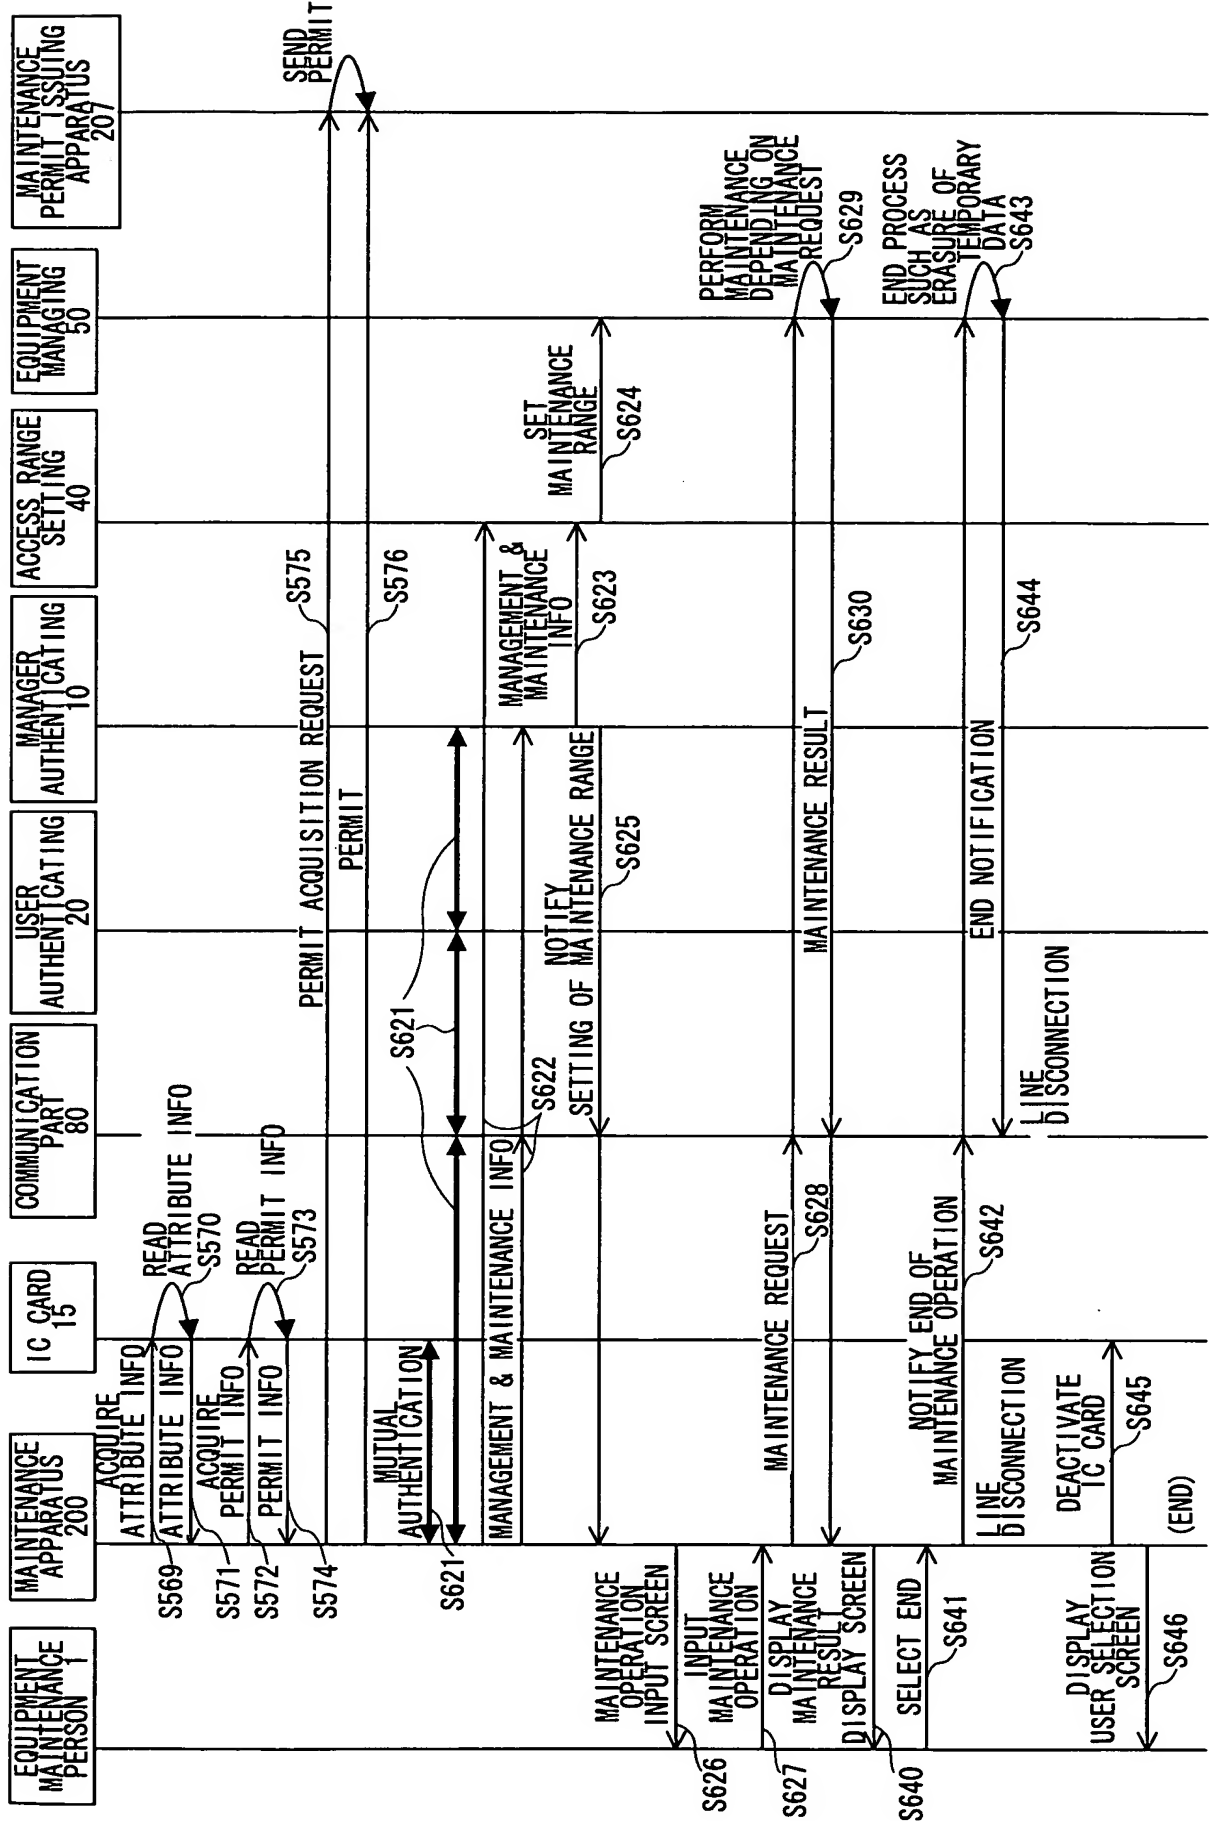 EQUIPMENT
MAINTENANCE
PERSON 1
MAINTENANCE
APPARATUS
200
IC CARD
15
COMMUNICATION
PART
80
USER
AUTHENTICATING
20
MANAGER
AUTHENTICATING
10
ACCESS RANGE
SETTING
40
EQUIPMENT
MANAGING
50
MAINTENANCE
PERMIT ISSUING
APPARATUS
207
ACQUIRE
ATTRIBUTE INFO
S569
READ
ATTRIBUTE INFO
S570
ATTRIBUTE INFO
S571
ACQUIRE
PERMIT INFO
S572
READ
PERMIT INFO
S573
PERMIT INFO
S574
PERMIT ACQUISITION REQUEST
S575
SEND
PERMIT
PERMIT
S576
MUTUAL
AUTHENTICATION
S621
S621
MANAGEMENT & MAINTENANCE INFO
S622
MANAGEMENT &
MAINTENANCE
INFO
S623
SET
MAINTENANCE
RANGE
S624
NOTIFY
SETTING OF MAINTENANCE RANGE
S625
MAINTENANCE
OPERATION
INPUT SCREEN
S626
INPUT
MAINTENANCE
OPERATION
S627
MAINTENANCE REQUEST
S628
PERFORM
MAINTENANCE
DEPENDING ON
MAINTENANCE
REQUEST
S629
MAINTENANCE RESULT
S630
DISPLAY
MAINTENANCE
RESULT
DISPLAY SCREEN
S640
SELECT END
S641
NOTIFY END OF
MAINTENANCE OPERATION
S642
END PROCESS
SUCH AS
ERASURE OF
TEMPORARY
DATA
S643
END NOTIFICATION
S644
LINE
DISCONNECTION
LINE
DISCONNECTION
DEACTIVATE
IC CARD
S645
DISPLAY
USER SELECTION
SCREEN
S646
(END)